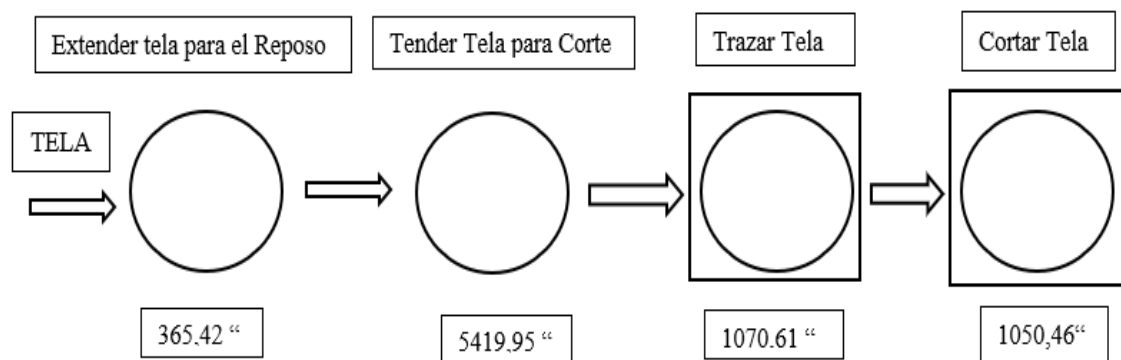 Extender tela para el Reposo
Tender Tela para Corte
Trazar Tela
Cortar Tela
TELA
365.42 “
5419,95 “
1070.61 “
1050,46“